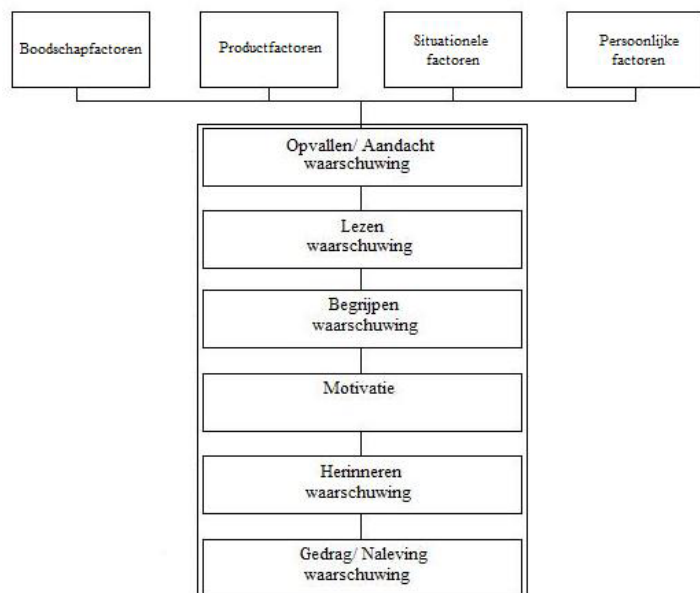 Boodschapfactoren
Productfactoren
Situationele
factoren
Persoonlijke
factoren
Opvallen/ Aandacht
waarschuwing
Lezen
waarschuwing
Begrijpen
waarschuwing
Motivatie
Herinneren
waarschuwing
Gedrag/ Naleving
waarschuwing